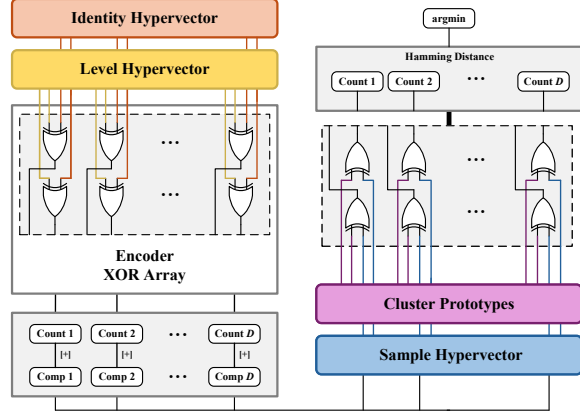 Identity Hypervector
Level Hypervector
...
...
Encoder
XOR Array
Count 1 Count 2 ... Count D
[+] [+] [+]
Comp 1 Comp 2 ... Comp D
argmin
Hamming Distance
Count 1 Count 2 ... Count D
...
...
Cluster Prototypes
Sample Hypervector